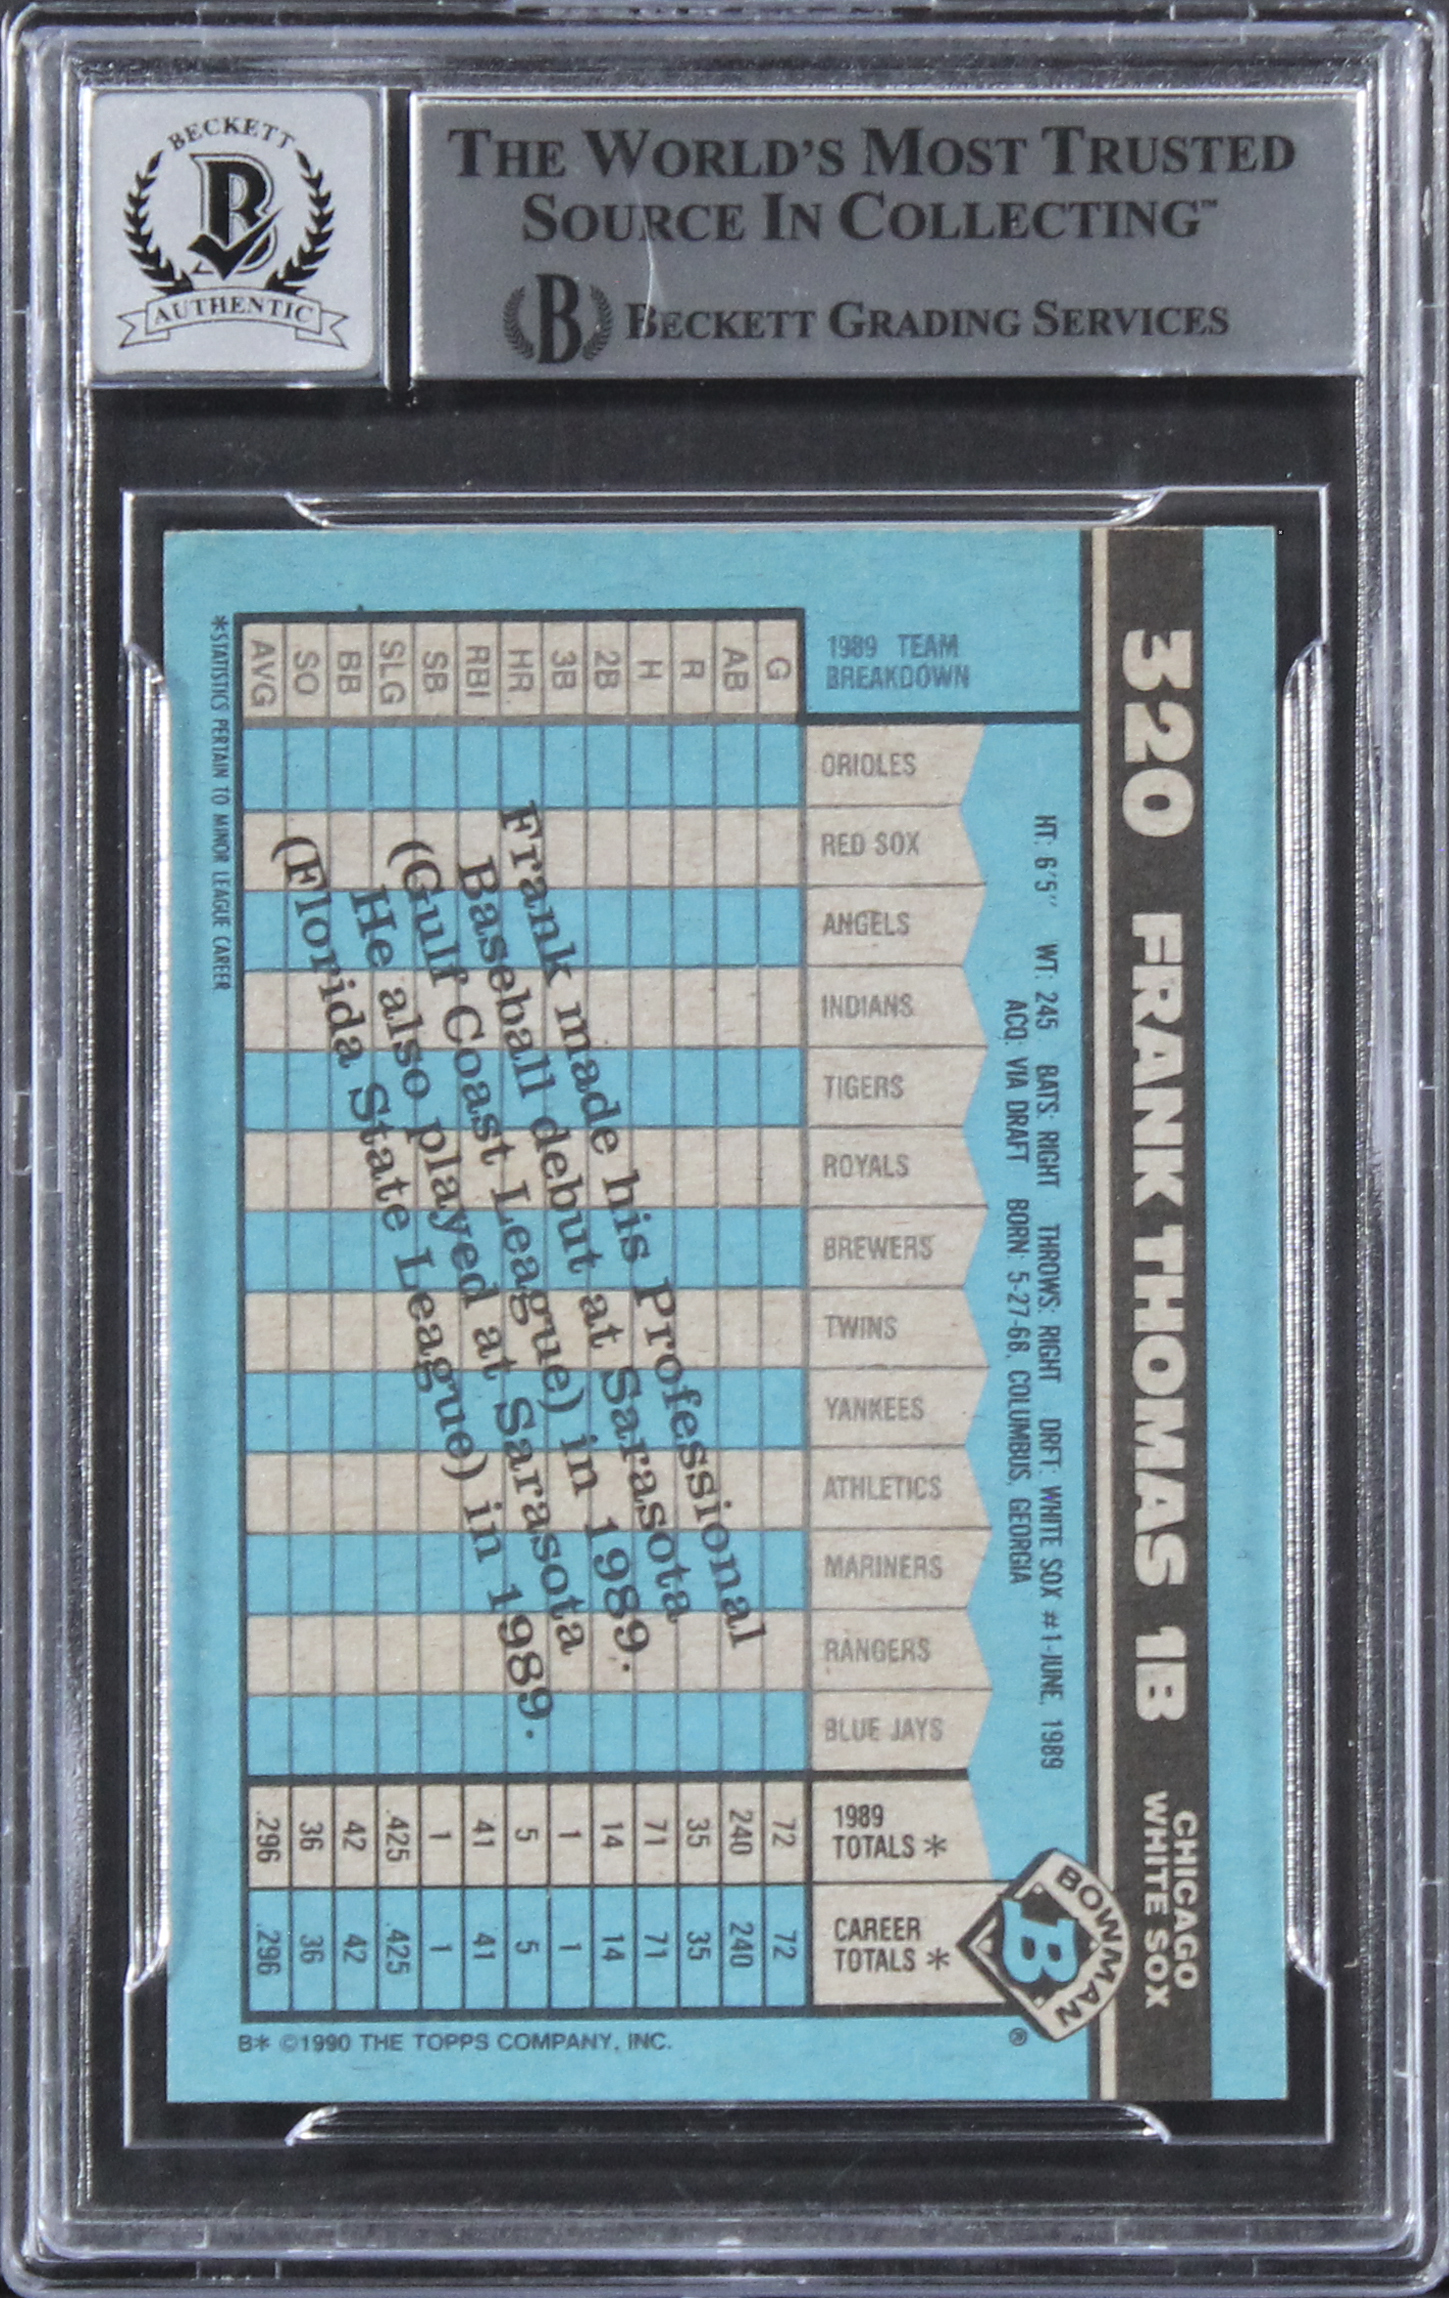 BECKETT
B
AUTHENTIC
THE WORLD'S MOST TRUSTED
SOURCE IN COLLECTING™
B BECKETT GRADING SERVICES
320 FRANK THOMAS 1B CHICAGO
WHITE SOX
HT: 6'5" WT: 245 BATS: RIGHT THROWS: RIGHT DRFT: WHITE SOX #1-JUNE, 1989
ACQ: VIA DRAFT BORN: 5-27-68, COLUMBUS, GEORGIA
BOWMAN
B
®
1989 TEAM
BREAKDOWN
G AB R H 2B 3B HR RBI SB SLG BB SO AVG
ORIOLES
RED SOX
ANGELS
INDIANS
TIGERS
ROYALS
BREWERS
TWINS
YANKEES
ATHLETICS
MARINERS
RANGERS
BLUE JAYS
1989
TOTALS * 72 240 35 71 14 1 5 41 1 .425 42 36 .296
CAREER
TOTALS * 72 240 35 71 14 1 5 41 1 .425 42 36 .296
Frank made his Professional
Baseball debut at Sarasota
(Gulf Coast League) in 1989.
He also played at Sarasota
(Florida State League) in 1989.
*STATISTICS PERTAIN TO MINOR LEAGUE CAREER
B* ©1990 THE TOPPS COMPANY, INC.